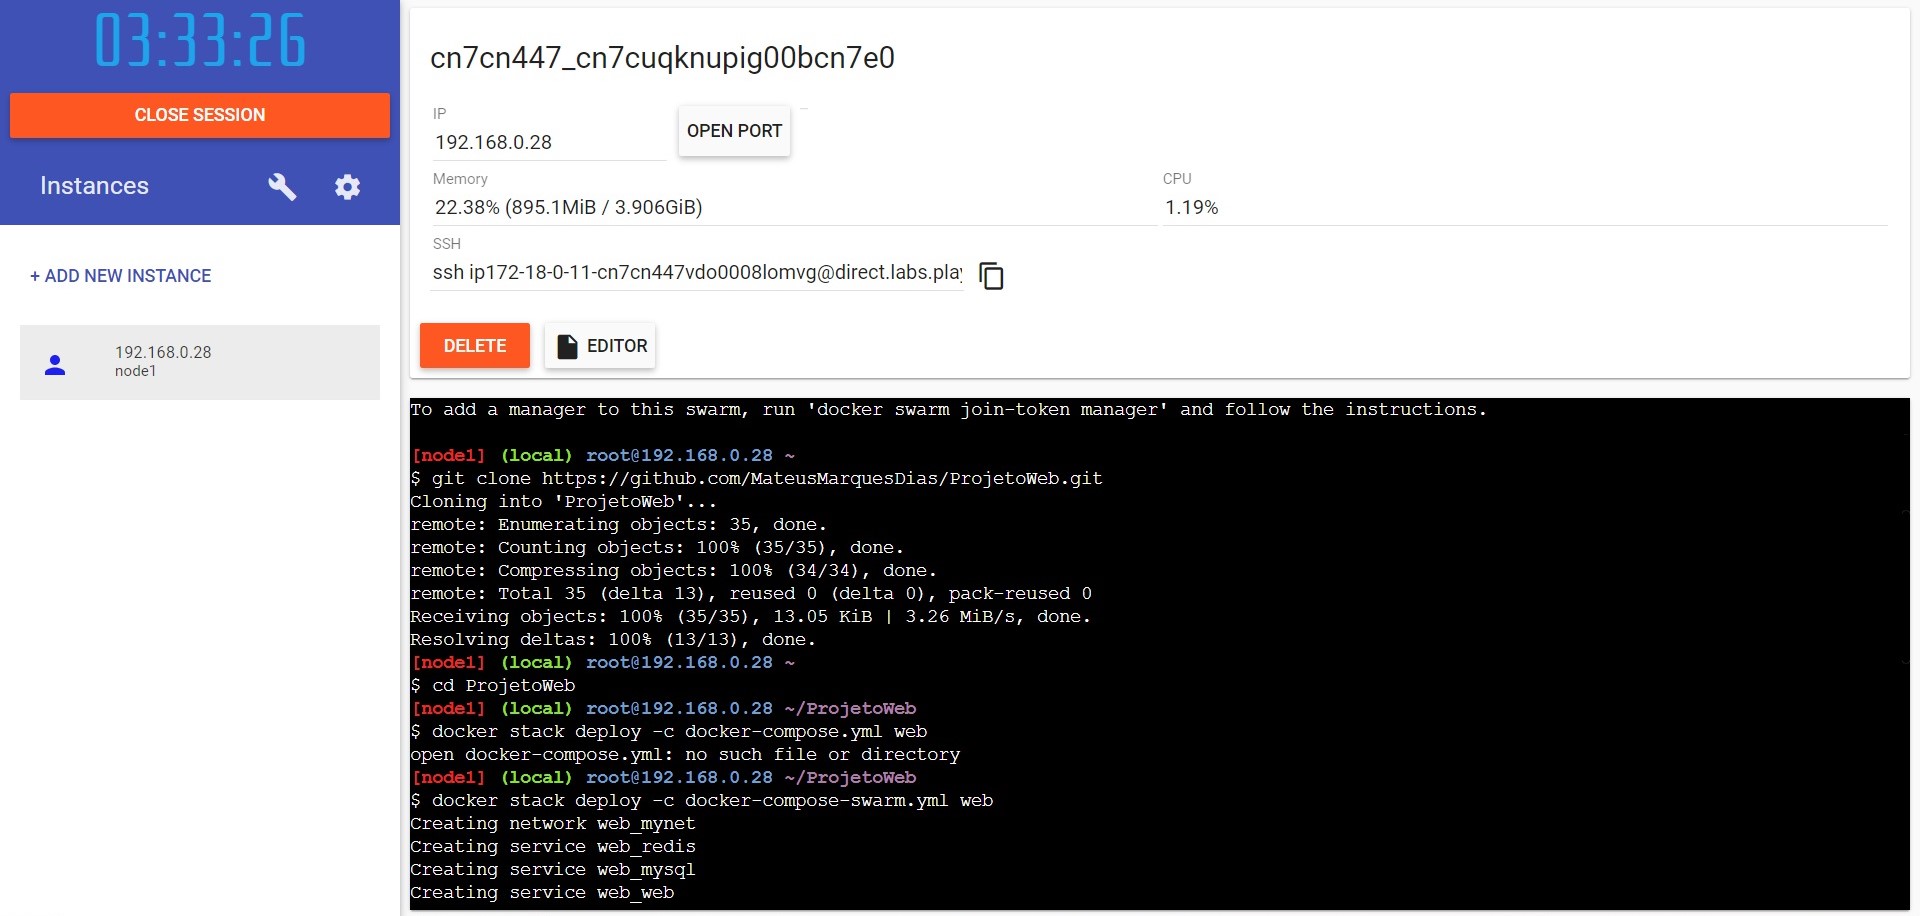 03:33:26
CLOSE SESSION
Instances
+ ADD NEW INSTANCE
192.168.0.28
node1
cn7cn447_cn7cuqknupig00bcn7e0
IP
192.168.0.28
OPEN PORT
Memory
22.38% (895.1MiB / 3.906GiB)
CPU
1.19%
SSH
ssh ip172-18-0-11-cn7cn447vdo0008lomvg@direct.labs.play
DELETE
EDITOR
To add a manager to this swarm, run 'docker swarm join-token manager' and follow the instructions.
[node1] (local) root@192.168.0.28 ~
$ git clone https://github.com/MateusMarquesDias/ProjetoWeb.git
Cloning into 'ProjetoWeb'...
remote: Enumerating objects: 35, done.
remote: Counting objects: 100% (35/35), done.
remote: Compressing objects: 100% (34/34), done.
remote: Total 35 (delta 13), reused 0 (delta 0), pack-reused 0
Receiving objects: 100% (35/35), 13.05 KiB | 3.26 MiB/s, done.
Resolving deltas: 100% (13/13), done.
[node1] (local) root@192.168.0.28 ~
$ cd ProjetoWeb
[node1] (local) root@192.168.0.28 ~/ProjetoWeb
$ docker stack deploy -c docker-compose.yml web
open docker-compose.yml: no such file or directory
[node1] (local) root@192.168.0.28 ~/ProjetoWeb
$ docker stack deploy -c docker-compose-swarm.yml web
Creating network web_mynet
Creating service web_redis
Creating service web_mysql
Creating service web_web